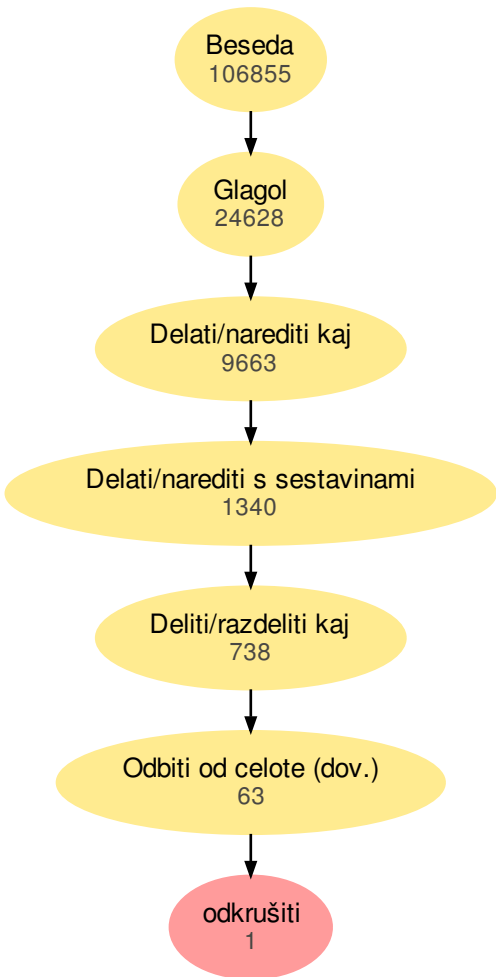 Beseda
106855
Glagol
24628
Delati/narediti kaj
9663
Delati/narediti s sestavinami
1340
Deliti/razdeliti kaj
738
Odbiti od celote (dov.)
63
odkrušiti
1